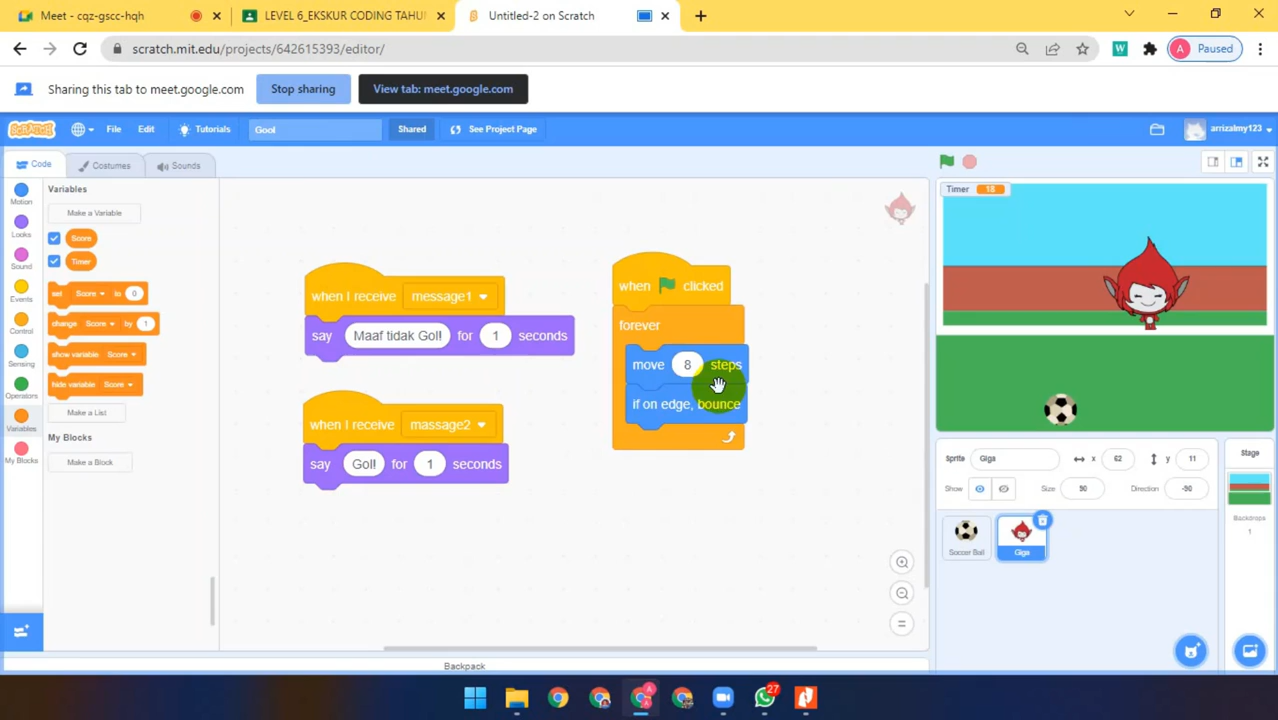 Meet - cqz-gscc-hqh
LEVEL 6_EKSKUR CODING TAHU
Untitled-2 on Scratch
scratch.mit.edu/projects/642615393/editor/
W
A
Paused
Sharing this tab to meet.google.com
Stop sharing
View tab: meet.google.com
SCRATCH
File
Edit
Tutorials
Gool
Shared
See Project Page
arrizalmy123
Code
Costumes
Sounds
Motion
Looks
Sound
Events
Control
Sensing
Operators
Variables
My Blocks
Variables
Make a Variable
Score
Timer
set Score to 0
change Score by 1
show variable Score
hide variable Score
Make a List
My Blocks
Make a Block
when I receive message1
say Maaf tidak Gol! for 1 seconds
when I receive massage2
say Gol! for 1 seconds
when clicked
forever
move 8 steps
if on edge, bounce
Backpack
Timer 18
Sprite Giga x 62 y 11
Show Size 90 Direction -90
Soccer Ball
Giga
Stage
Backdrops
1
27